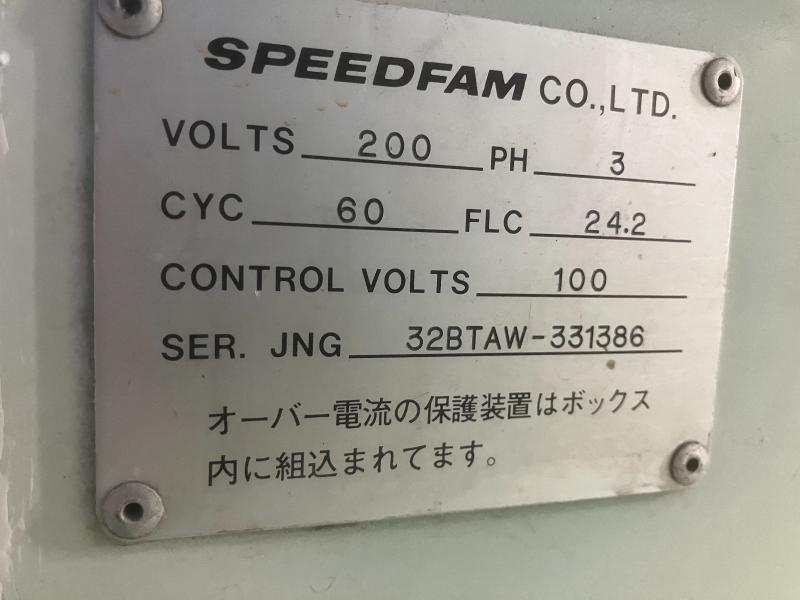 SPEEDFAM CO.,LTD.
VOLTS 200 PH 3
CYC 60 FLC 24.2
CONTROL VOLTS 100
SER. JNG 32BTAW-331386
オーバー電流の保護装置はボックス
内に組込まれてます。